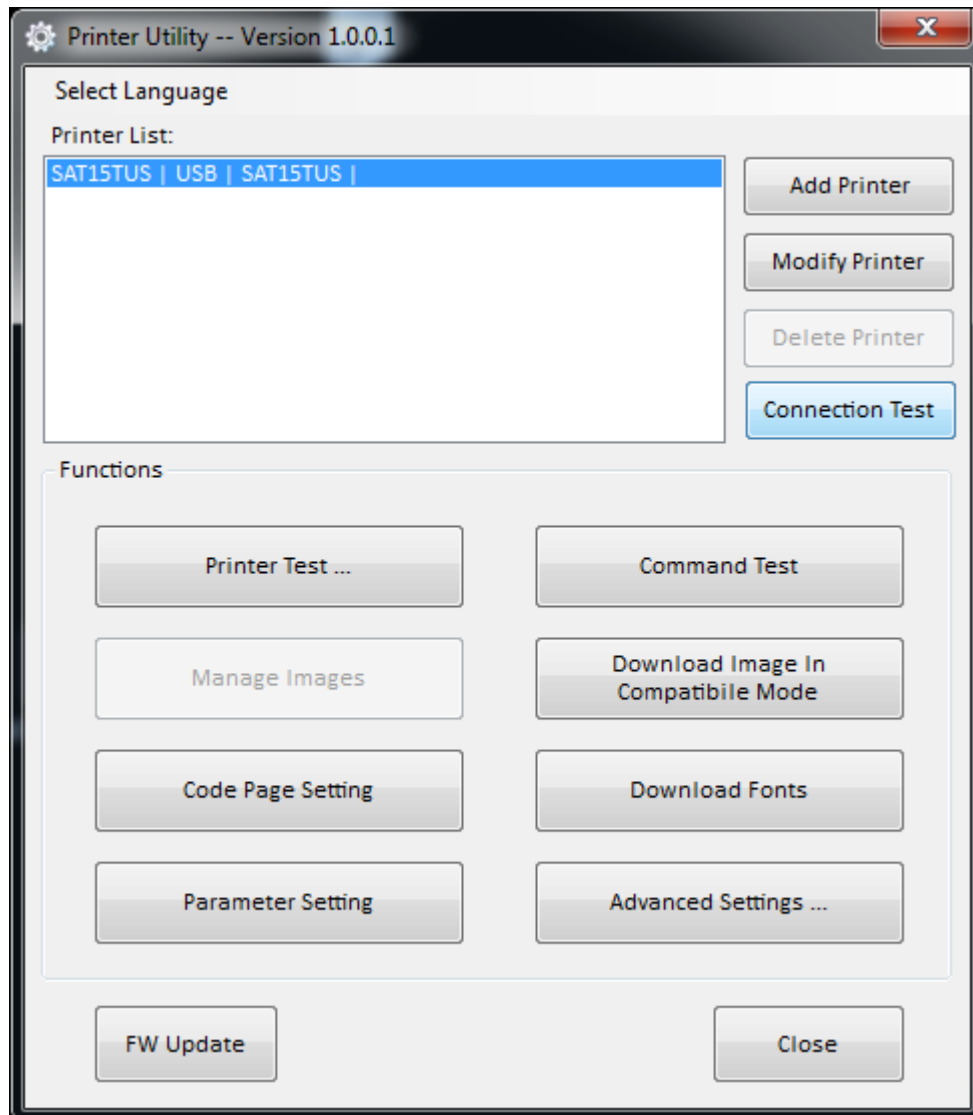 Printer Utility -- Version 1.0.0.1
Select Language
Printer List:
SAT15TUS | USB | SAT15TUS |
Add Printer
Modify Printer
Delete Printer
Connection Test
Functions
Printer Test ...
Command Test
Manage Images
Download Image In
Compatibile Mode
Code Page Setting
Download Fonts
Parameter Setting
Advanced Settings ...
FW Update
Close